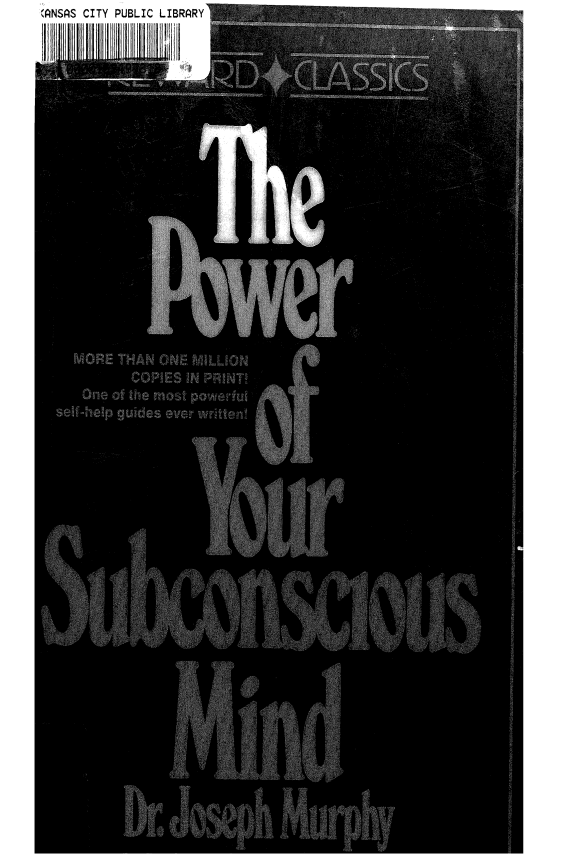 KANSAS CITY PUBLIC LIBRARY
REWARD CLASSICS
The
Power
MORE THAN ONE MILLION
COPIES IN PRINT!
One of the most powerful
self-help guides ever written!
of
Your
Subconscious
Mind
Dr. Joseph Murphy